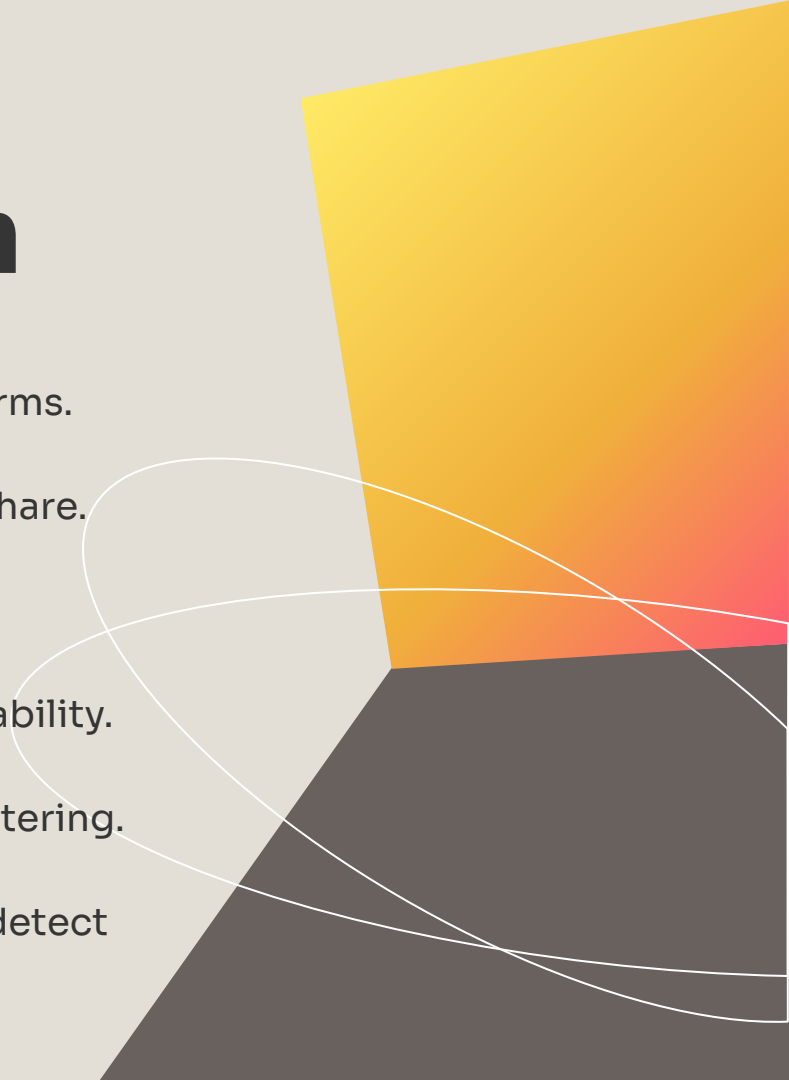 n
rms.
hare.
ability.
tering.
detect